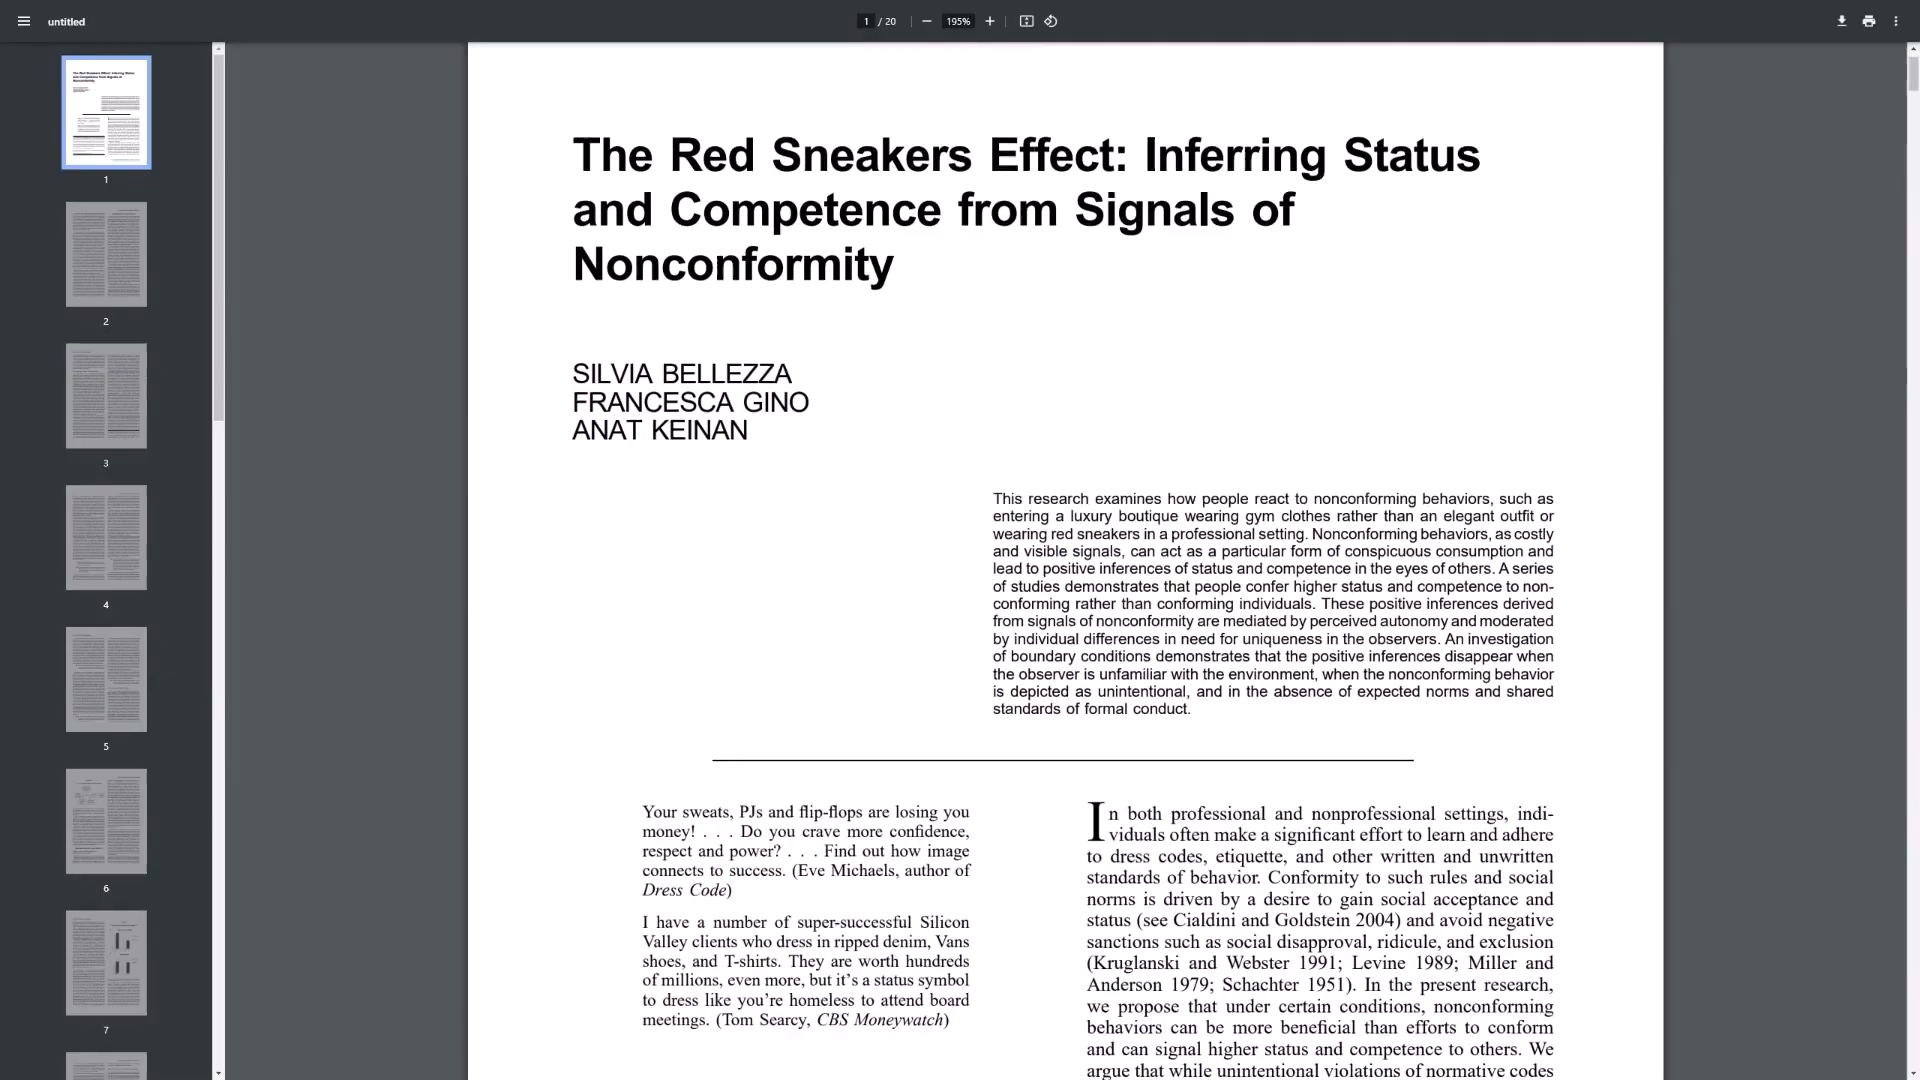 untitled
1 / 20
195%
The Red Sneakers Effect: Inferring Status
and Competence from Signals of
Nonconformity
SILVIA BELLEZZA
FRANCESCA GINO
ANAT KEINAN
This research examines how people react to nonconforming behaviors, such as
entering a luxury boutique wearing gym clothes rather than an elegant outfit or
wearing red sneakers in a professional setting. Nonconforming behaviors, as costly
and visible signals, can act as a particular form of conspicuous consumption and
lead to positive inferences of status and competence in the eyes of others. A series
of studies demonstrates that people confer higher status and competence to non-
conforming rather than conforming individuals. These positive inferences derived
from signals of nonconformity are mediated by perceived autonomy and moderated
by individual differences in need for uniqueness in the observers. An investigation
of boundary conditions demonstrates that the positive inferences disappear when
the observer is unfamiliar with the environment, when the nonconforming behavior
is depicted as unintentional, and in the absence of expected norms and shared
standards of formal conduct.
Your sweats, PJs and flip-flops are losing you
money! . . . Do you crave more confidence,
respect and power? . . . Find out how image
connects to success. (Eve Michaels, author of
Dress Code)
I have a number of super-successful Silicon
Valley clients who dress in ripped denim, Vans
shoes, and T-shirts. They are worth hundreds
of millions, even more, but it's a status symbol
to dress like you're homeless to attend board
meetings. (Tom Searcy, CBS Moneywatch)
In both professional and nonprofessional settings, indi-
viduals often make a significant effort to learn and adhere
to dress codes, etiquette, and other written and unwritten
standards of behavior. Conformity to such rules and social
norms is driven by a desire to gain social acceptance and
status (see Cialdini and Goldstein 2004) and avoid negative
sanctions such as social disapproval, ridicule, and exclusion
(Kruglanski and Webster 1991; Levine 1989; Miller and
Anderson 1979; Schachter 1951). In the present research,
we propose that under certain conditions, nonconforming
behaviors can be more beneficial than efforts to conform
and can signal higher status and competence to others. We
argue that while unintentional violations of normative codes
The Red Sneakers Effect: Inferring Status
and Competence from Signals of
Nonconformity
1
2
3
4
5
6
7